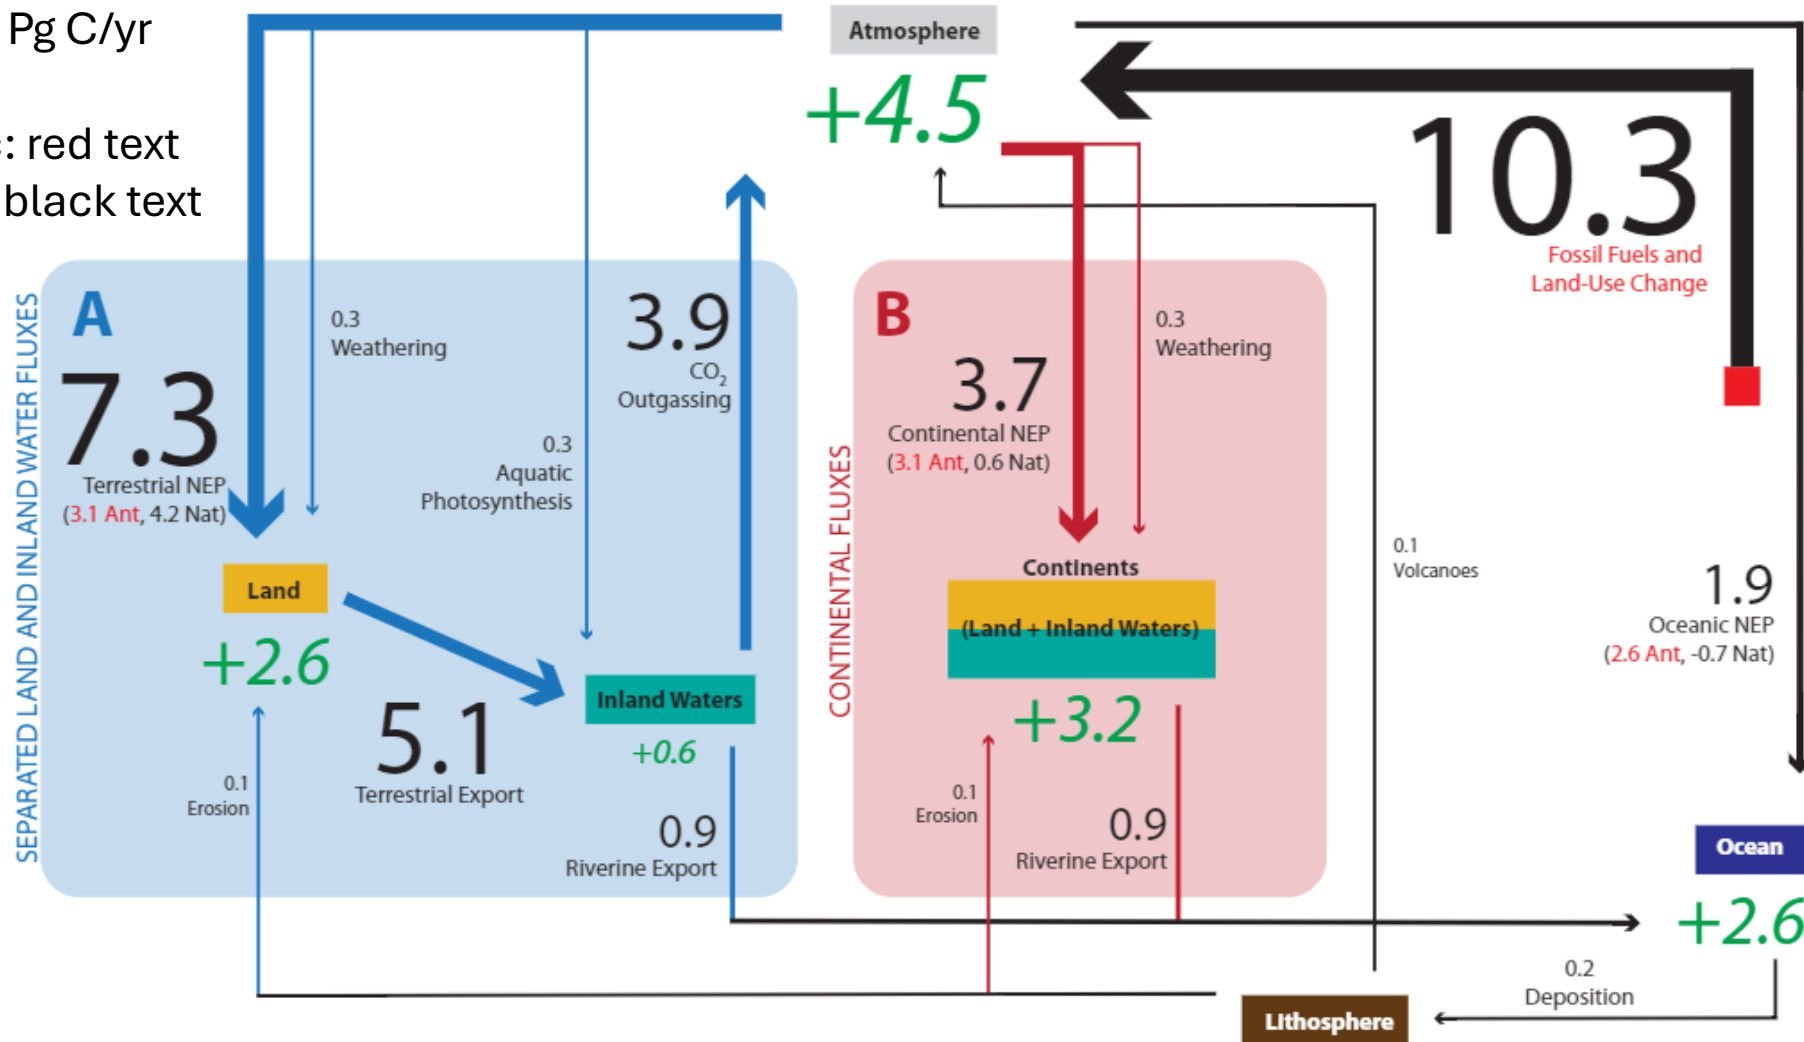 Pg C/yr
: red text
black text
Atmosphere
+4.5
10.3
Fossil Fuels and
Land-Use Change
SEPARATED LAND AND INLAND WATER FLUXES
A
0.3
Weathering
7.3
Terrestrial NEP
(3.1 Ant, 4.2 Nat)
3.9
CO2
Outgassing
0.3
Aquatic
Photosynthesis
Land
+2.6
5.1
Terrestrial Export
Inland Waters
+0.6
0.1
Erosion
0.9
Riverine Export
CONTINENTAL FLUXES
B
0.3
Weathering
3.7
Continental NEP
(3.1 Ant, 0.6 Nat)
Continents
(Land + Inland Waters)
+3.2
0.1
Erosion
0.9
Riverine Export
0.1
Volcanoes
1.9
Oceanic NEP
(2.6 Ant, -0.7 Nat)
Ocean
+2.6
0.2
Deposition
Lithosphere